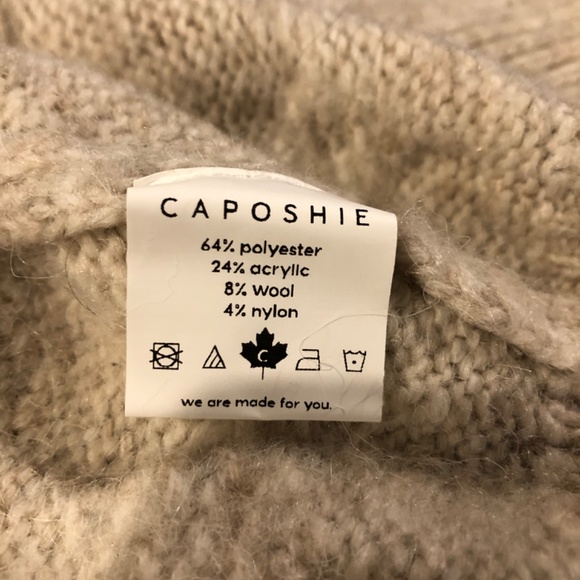 CAPOSHIE
64% polyester
24% acrylic
8% wool
4% nylon
C
we are made for you.